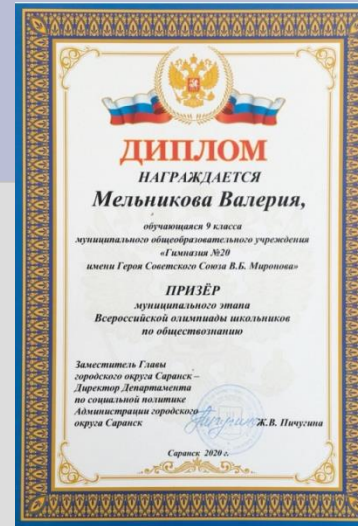 ДИПЛОМ
НАГРАЖДАЕТСЯ
Мельникова Валерия,
обучающаяся 9 класса
муниципального общеобразовательного учреждения
«Гимназия №20
имени Героя Советского Союза В.Б. Миронова»
ПРИЗЁР
муниципального этапа
Всероссийской олимпиады школьников
по обществознанию
Заместитель Главы
городского округа Саранск –
Директор Департамента
по социальной политике
Администрации городского
округа Саранск Ж.В. Пичугина
Саранск 2020 г.